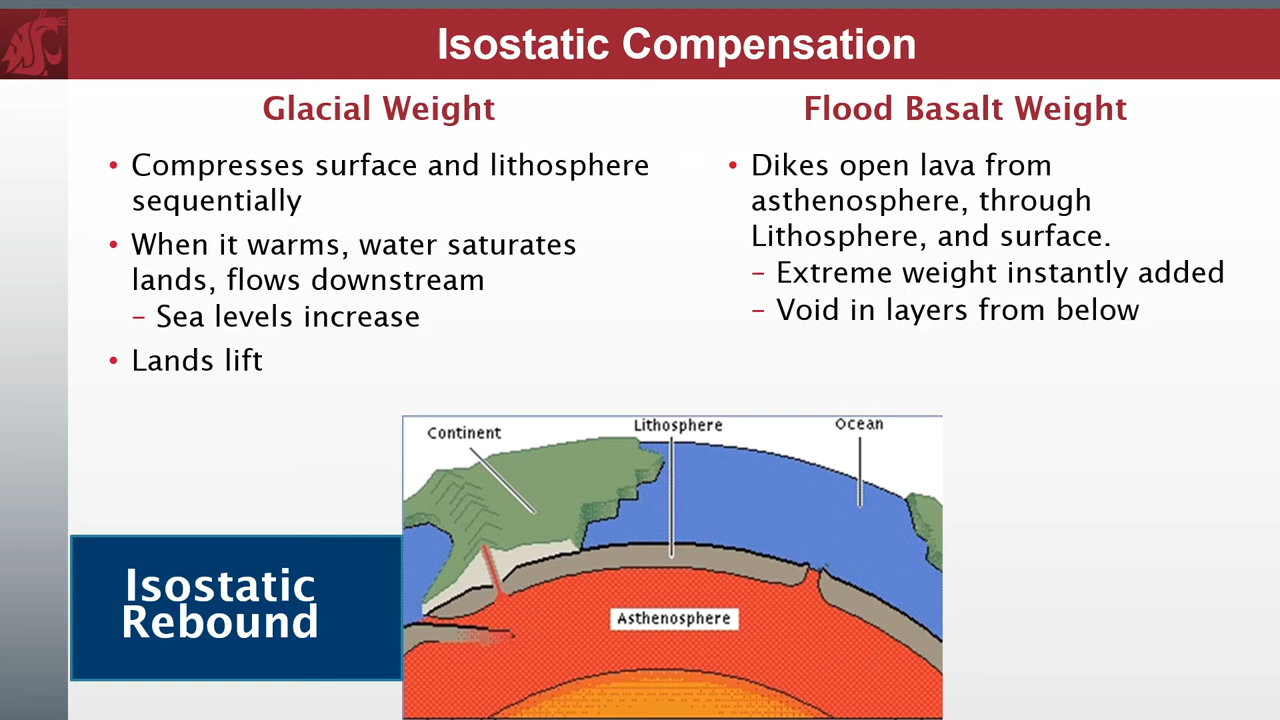 Isostatic Compensation
Glacial Weight
• Compresses surface and lithosphere
sequentially
• When it warms, water saturates
lands, flows downstream
– Sea levels increase
• Lands lift
Flood Basalt Weight
• Dikes open lava from
asthenosphere, through
Lithosphere, and surface.
– Extreme weight instantly added
– Void in layers from below
Isostatic
Rebound
Continent
Lithosphere
Ocean
Asthenosphere